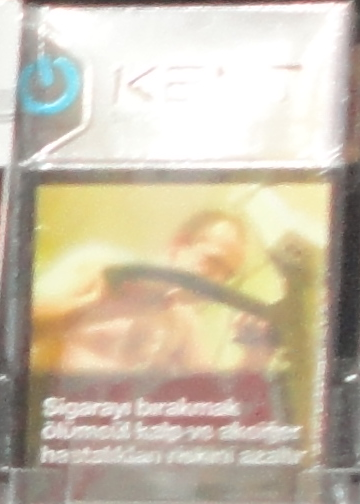 KENT
Sigarayı bırakmak
ölümcül kalp ve akciğer
hastalıkları riskini azaltır